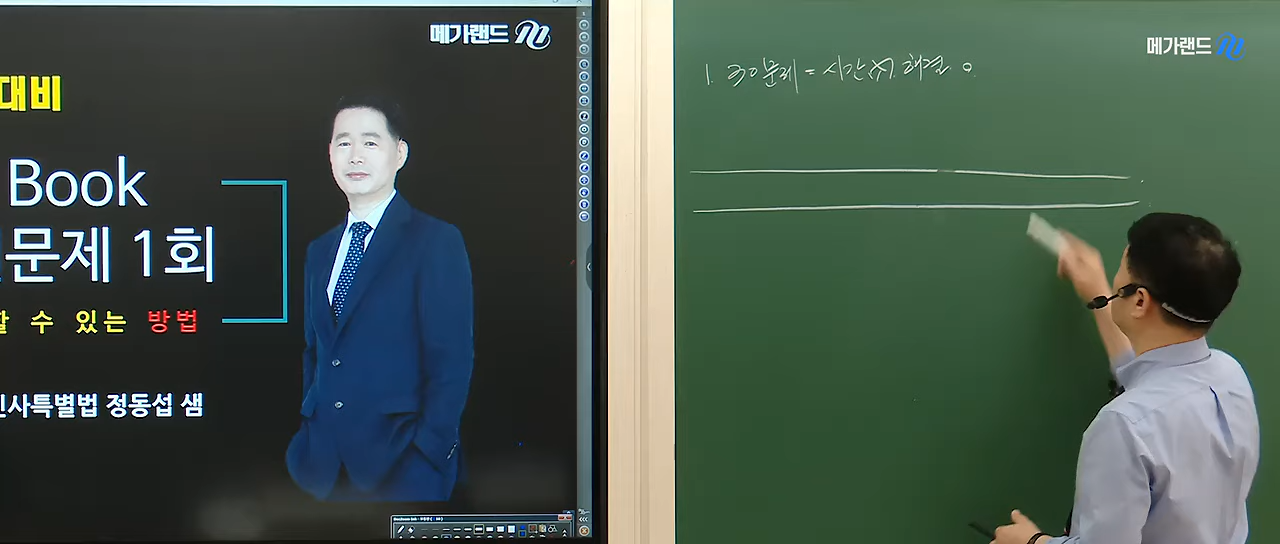 메가랜드
대비
Book
문제 1회
할 수 있는 방법
민사특별법 정동섭 샘
메가랜드
1. 30문제 = 시간 내 해결 o.